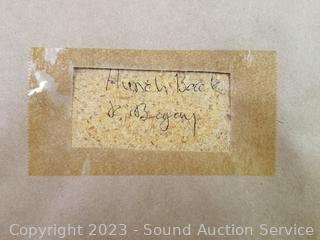 Hunch Back
R. Begay
Copyright 2023 - Sound Auction Service